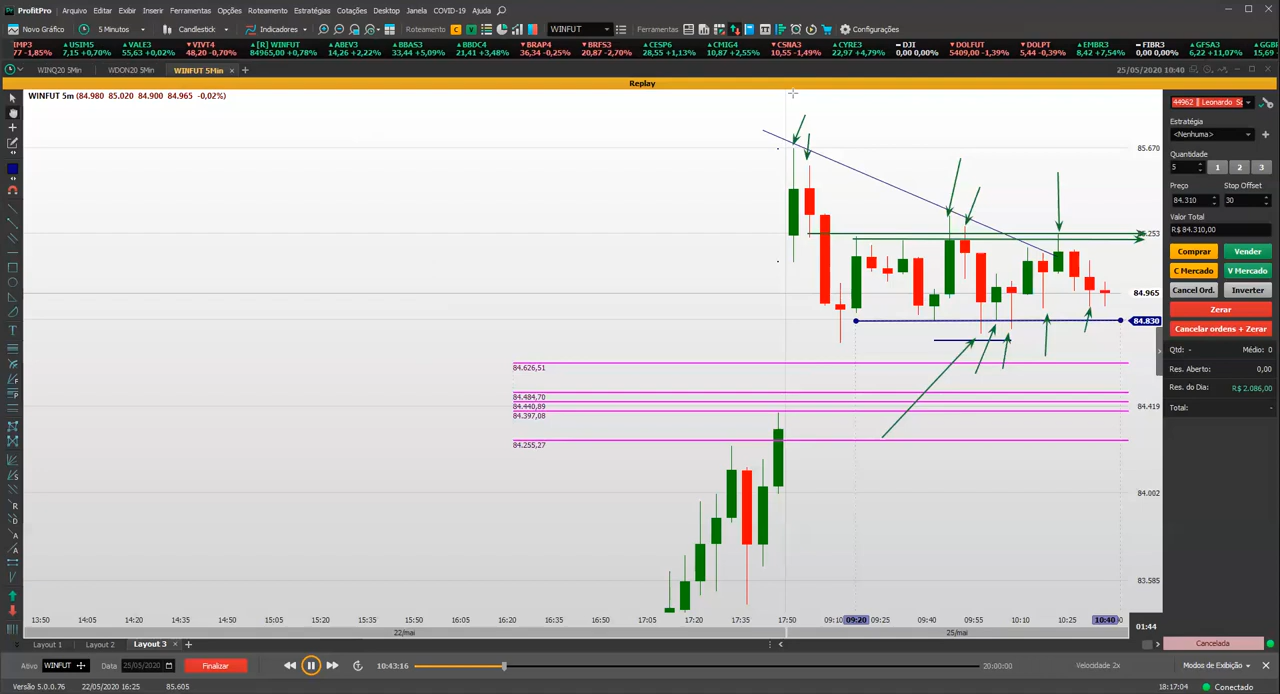 ProfitPro Arquivo Editar Exibir Inserir Ferramentas Opções Roteamento Estratégias Cotações Desktop Janela COVID-19 Ajuda
Novo Gráfico 5 Minutos Candlestick Indicadores Roteamento C V WINFUT Ferramentas Configurações
IMP3 USIM5 VALE3 VIVT4 [R] WINFUT ABEV3 BBAS3 BBDC4 BRAP4 BRFS3 CESP6 CMIG4 CSNA3 CYRE3 DJI DOLFUT DOLPT EMBR3 FIBR3 GFSA3 GGB
77 -1,85% 7,15 +0,70% 55,63 +0,02% 48,20 -0,70% 84965,00 +0,78% 14,26 +2,22% 33,44 +5,09% 18,88 +3,79% 36,34 -0,25% 20,87 -2,70% 28,55 +1,13% 10,87 +2,55% 10,55 -1,49% 22,97 +4,79% 0,00 0,00% 5,46 -1,69% 5,44 -0,39% 8,42 +7,54% 0,00 0,00% 6,22 +11,07% 15,69
WINQ20 5Min WDON20 5Min WINFUT 5Min × + 25/05/2020 10:40
Replay
WINFUT 5m (84.980 85.020 84.900 84.965 -0,02%)
85.670
5.253
84.965
84.830
84.626,51
84.484,70
84.440,89
84.397,08
84.419
84.255,27
84.002
83.585
44962 || Leonardo Sc
Estratégia
<Nenhuma>
Quantidade
5 1 2 3
Preço Stop Offset
84.310 30
Valor Total
R$ 84.310,00
Comprar Vender
C Mercado V Mercado
Cancel Ord. Inverter
Zerar
Cancelar ordens + Zerar
Qtd: - Médio: 0
Res. Aberto: 0,00
Res. do Dia: R$ 2.086,00
Total: -
13:50 14:05 14:20 14:35 14:50 15:05 15:20 15:35 15:50 16:05 16:20 16:35 16:50 17:05 17:20 17:35 17:50 09:10 09:20 09:25 09:40 09:55 10:10 10:25 10:40
01:44
22/mai 25/mai
Layout 1 Layout 2 Layout 3 × +
Cancelada
Ativo WINFUT Data 25/05/2020 Finalizar 10:43:16 20:00:00 Velocidade 2x Modos de Exibição
Versão 5.0.0.76 22/05/2020 16:25 85.605 18:17:04 Conectado